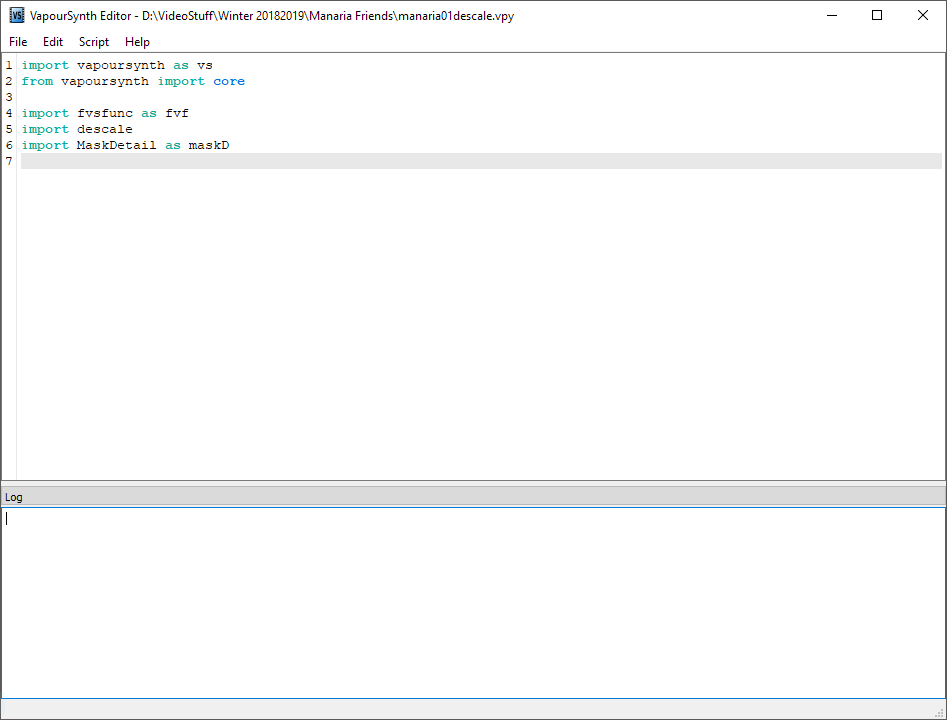 VS VapourSynth Editor - D:\VideoStuff\Winter 20182019\Manaria Friends\manaria01descale.vpy
File Edit Script Help
1 import vapoursynth as vs
2 from vapoursynth import core
3
4 import fvsfunc as fvf
5 import descale
6 import MaskDetail as maskD
7
Log